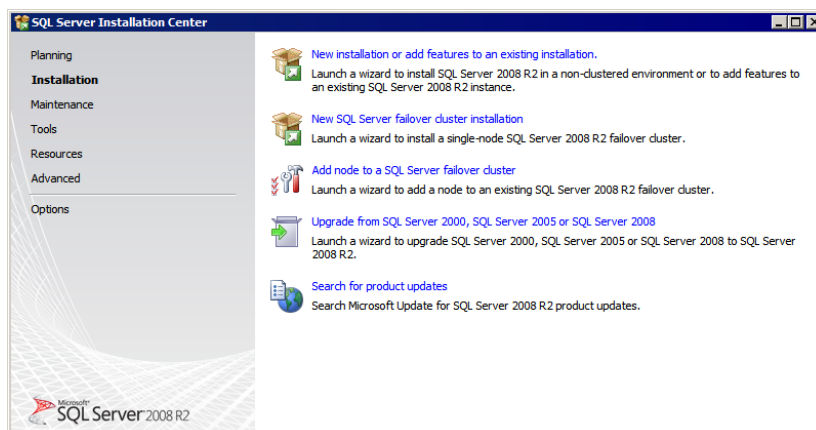 SQL Server Installation Center
Planning
Installation
Maintenance
Tools
Resources
Advanced
Options
New installation or add features to an existing installation.
Launch a wizard to install SQL Server 2008 R2 in a non-clustered environment or to add features to
an existing SQL Server 2008 R2 instance.
New SQL Server failover cluster installation
Launch a wizard to install a single-node SQL Server 2008 R2 failover cluster.
Add node to a SQL Server failover cluster
Launch a wizard to add a node to an existing SQL Server 2008 R2 failover cluster.
Upgrade from SQL Server 2000, SQL Server 2005 or SQL Server 2008
Launch a wizard to upgrade SQL Server 2000, SQL Server 2005 or SQL Server 2008 to SQL Server
2008 R2.
Search for product updates
Search Microsoft Update for SQL Server 2008 R2 product updates.
Microsoft
SQL Server 2008 R2